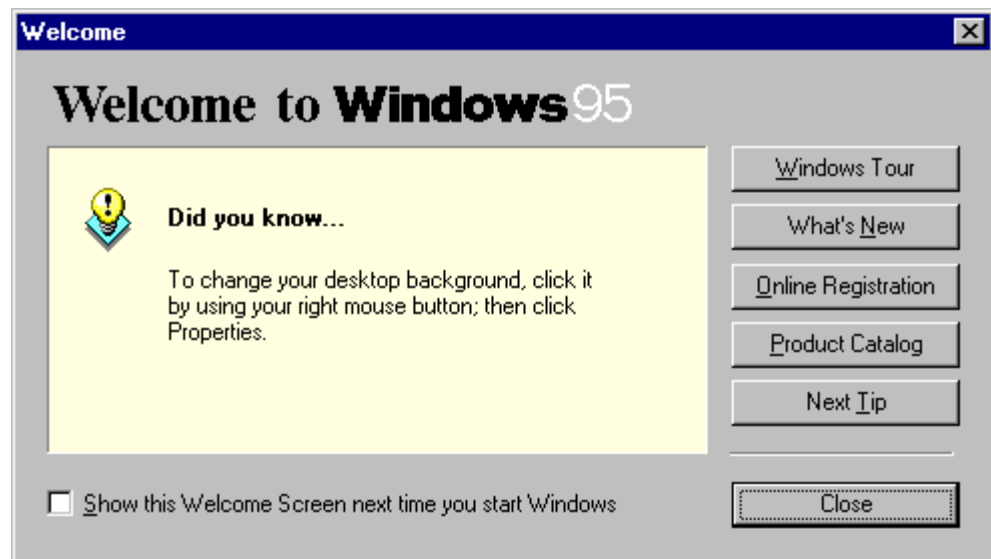 Welcome
Welcome to Windows 95
Windows Tour
Did you know...
What's New
To change your desktop background, click it
by using your right mouse button; then click
Properties.
Online Registration
Product Catalog
Next Tip
Show this Welcome Screen next time you start Windows
Close